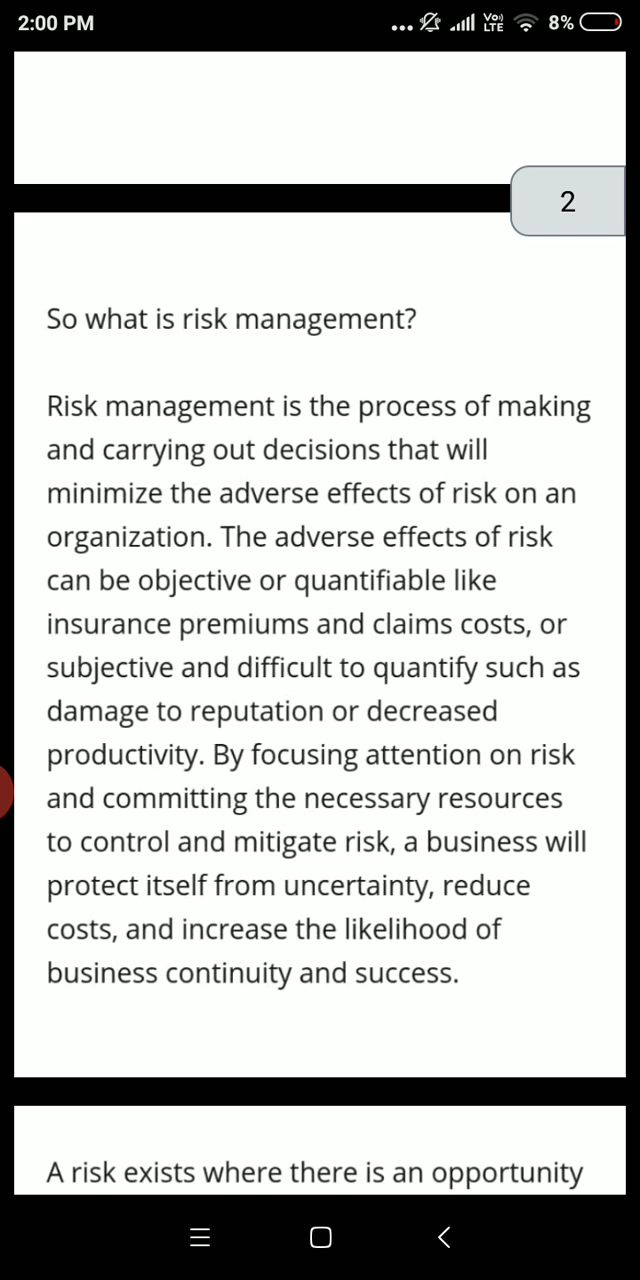 2:00 PM ... Vo) LTE 8%
2
So what is risk management?
Risk management is the process of making
and carrying out decisions that will
minimize the adverse effects of risk on an
organization. The adverse effects of risk
can be objective or quantifiable like
insurance premiums and claims costs, or
subjective and difficult to quantify such as
damage to reputation or decreased
productivity. By focusing attention on risk
and committing the necessary resources
to control and mitigate risk, a business will
protect itself from uncertainty, reduce
costs, and increase the likelihood of
business continuity and success.
A risk exists where there is an opportunity